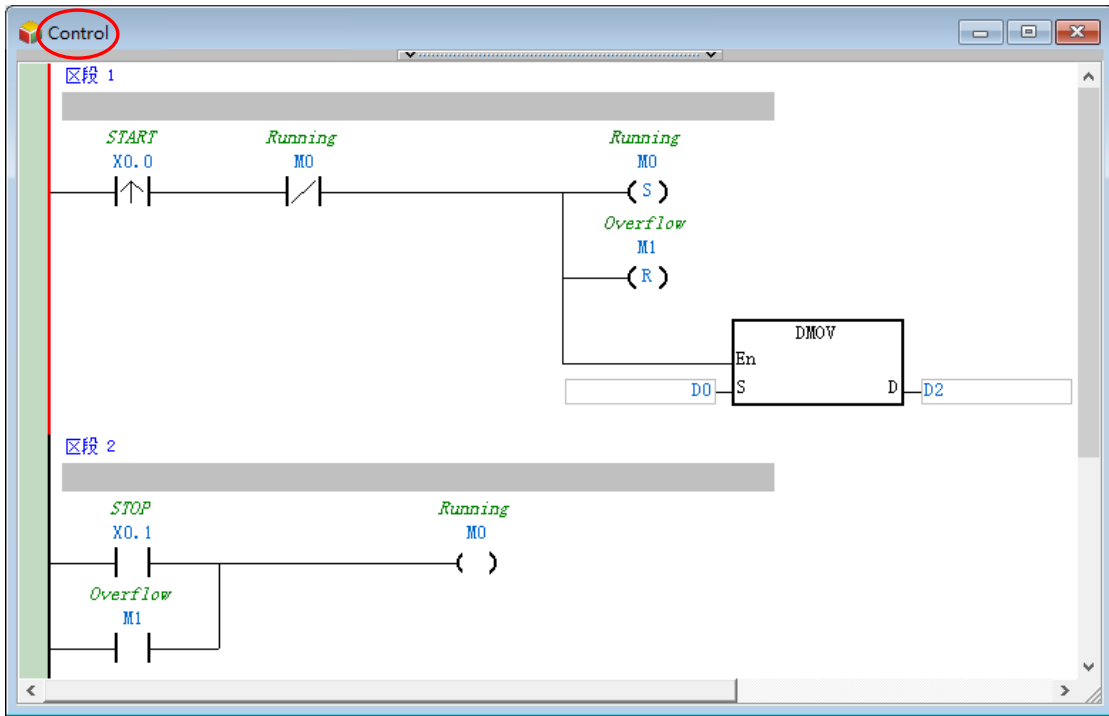 Control
区段 1
START Running Running
X0.0 M0 M0
S
Overflow
M1
R
DMOV
En
D0 S D D2
区段 2
STOP Running
X0.1 M0
Overflow
M1